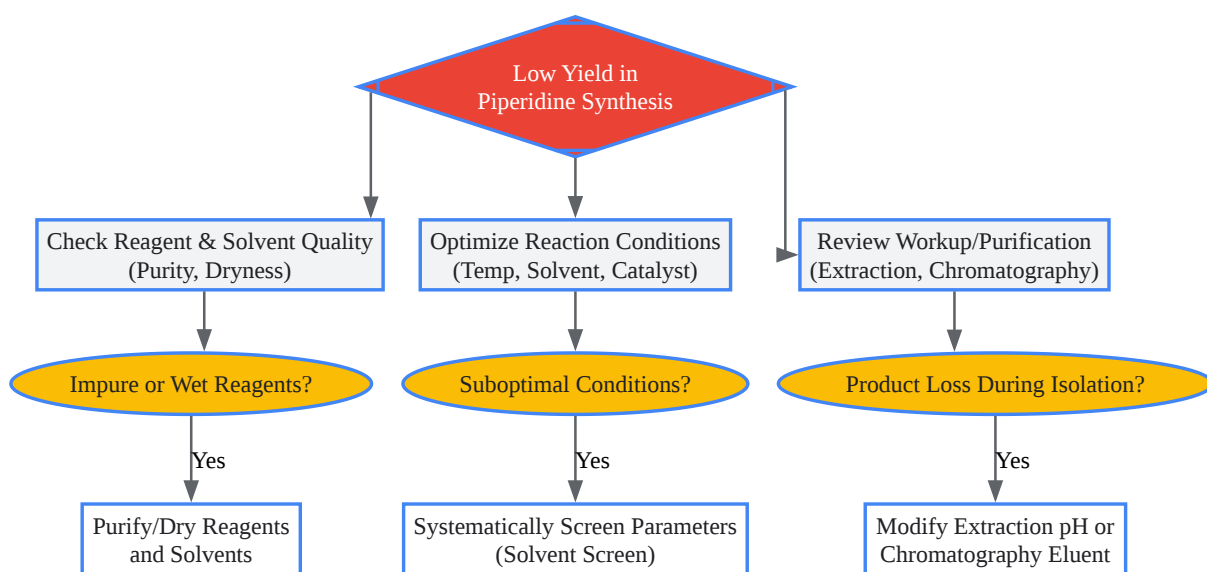 Low Yield in
Piperidine Synthesis
Check Reagent & Solvent Quality
(Purity, Dryness)
Optimize Reaction Conditions
(Temp, Solvent, Catalyst)
Review Workup/Purification
(Extraction, Chromatography)
Impure or Wet Reagents?
Suboptimal Conditions?
Product Loss During Isolation?
Yes
Yes
Yes
Purify/Dry Reagents
and Solvents
Systematically Screen Parameters
(Solvent Screen)
Modify Extraction pH or
Chromatography Eluent